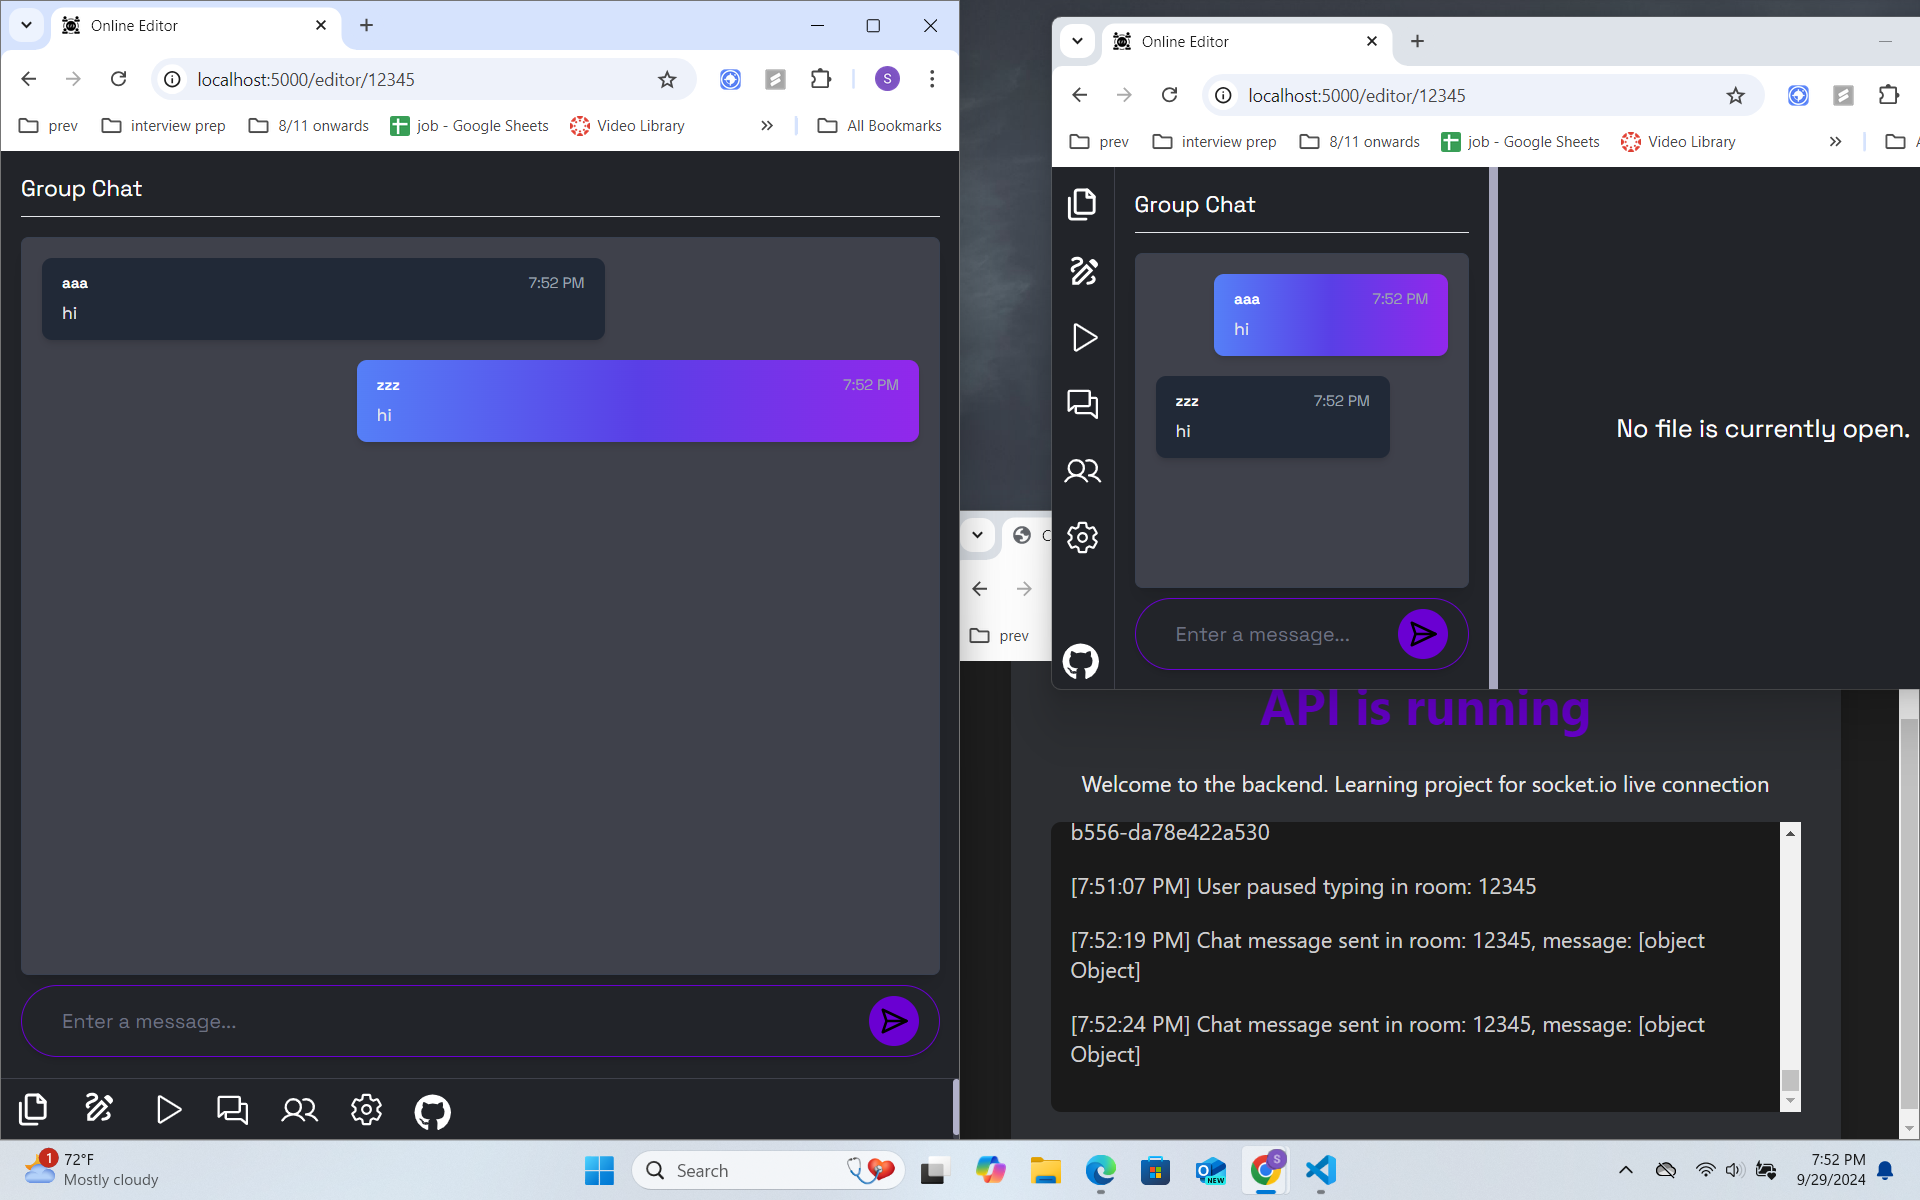 Online Editor
localhost:5000/editor/12345
S
prev
interview prep
8/11 onwards
job - Google Sheets
Video Library
All Bookmarks
Group Chat
aaa 7:52 PM
hi
zzz 7:52 PM
hi
Enter a message...
Online Editor
localhost:5000/editor/12345
prev
interview prep
8/11 onwards
job - Google Sheets
Video Library
Group Chat
aaa 7:52 PM
hi
zzz 7:52 PM
hi
No file is currently open.
Enter a message...
prev
API is running
Welcome to the backend. Learning project for socket.io live connection
b556-da78e422a530
[7:51:07 PM] User paused typing in room: 12345
[7:52:19 PM] Chat message sent in room: 12345, message: [object
Object]
[7:52:24 PM] Chat message sent in room: 12345, message: [object
Object]
1
72°F
Mostly cloudy
Search
NEW
S
7:52 PM
9/29/2024